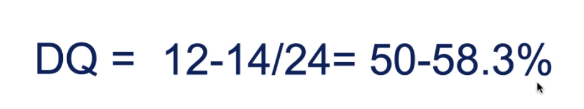 DQ = 12-14/24= 50-58.3%